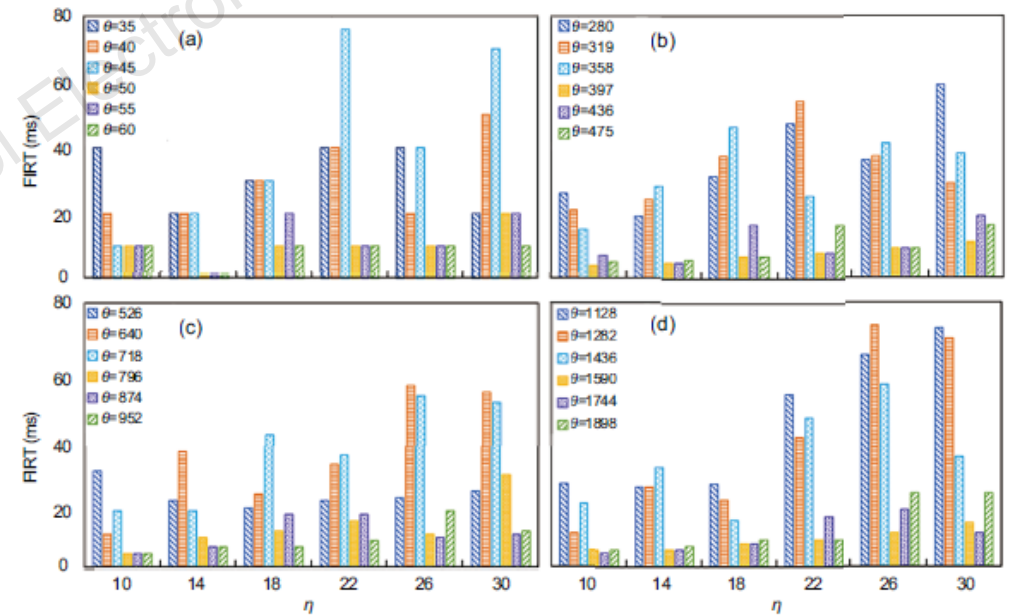 80
60
40
20
0
FIRT (ms)
θ=35
θ=40
θ=45
θ=50
θ=55
θ=60
(a)
θ=280
θ=319
θ=358
θ=397
θ=436
θ=475
(b)
80
60
40
20
0
FIRT (ms)
θ=526
θ=640
θ=718
θ=796
θ=874
θ=952
(c)
θ=1128
θ=1282
θ=1436
θ=1590
θ=1744
θ=1898
(d)
10 14 18 22 26 30
η
10 14 18 22 26 30
η